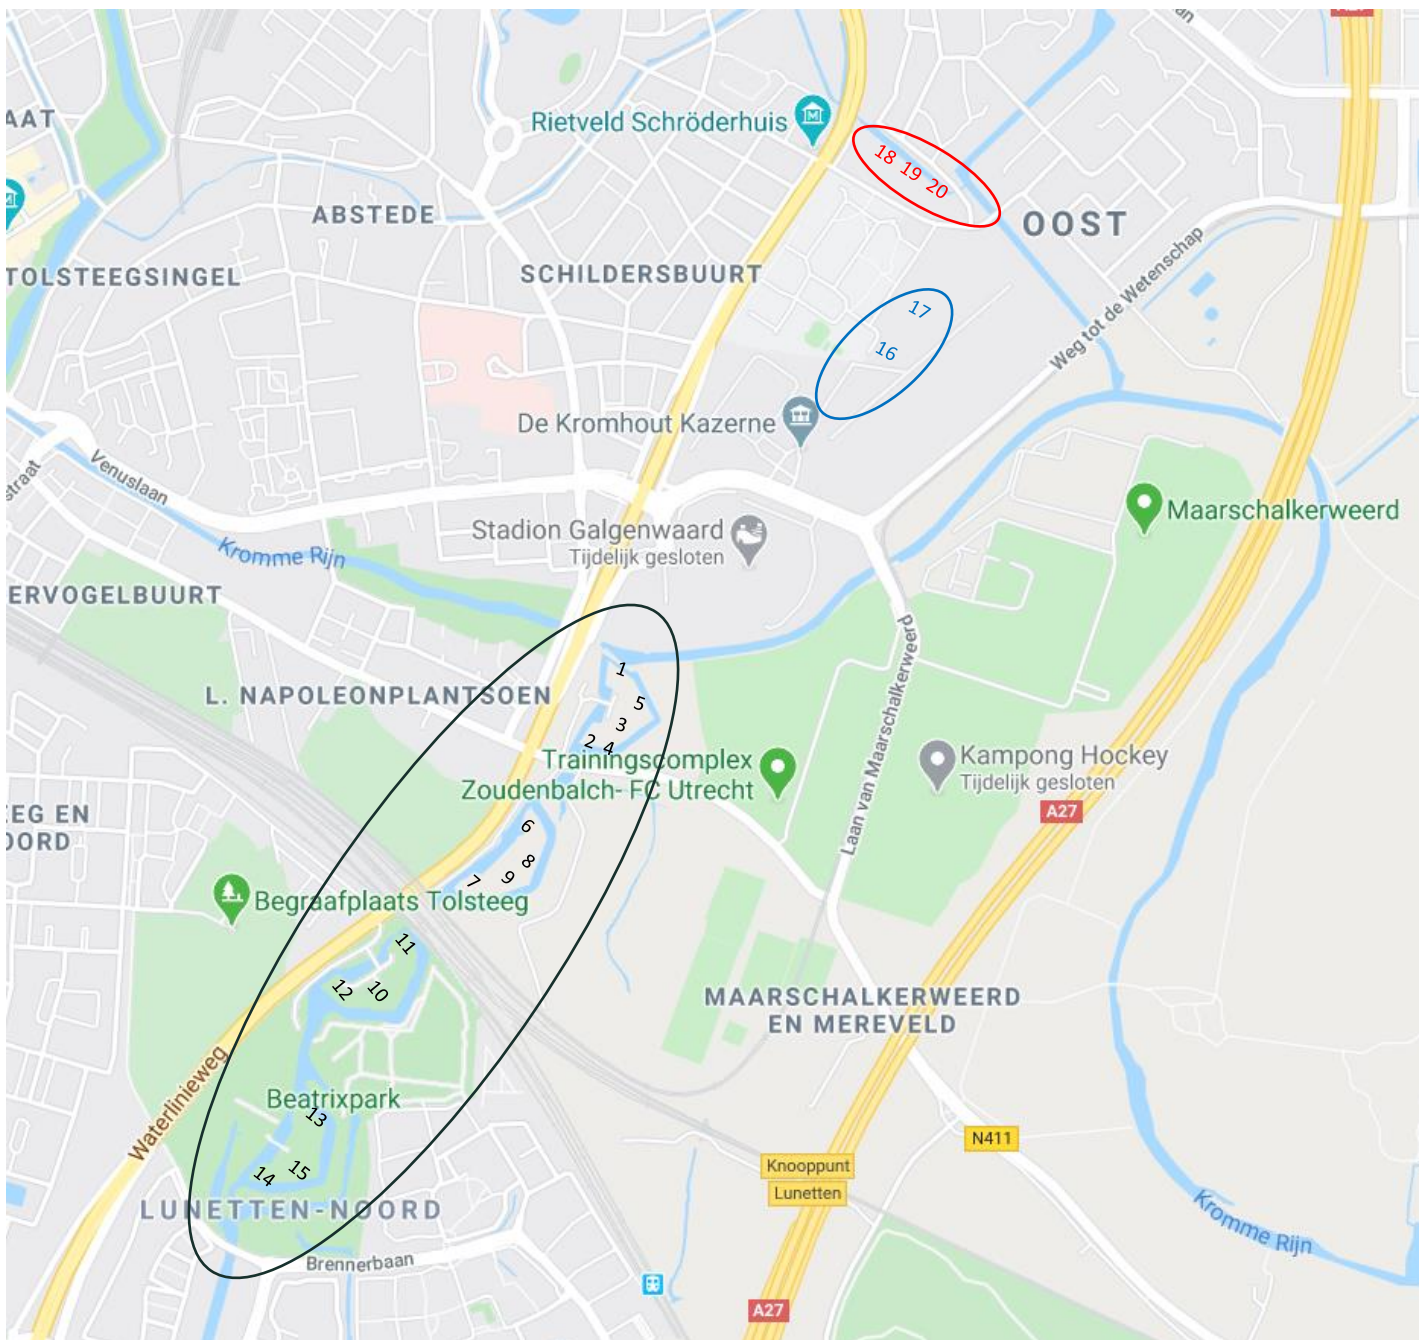 A27
an
AAT
Rietveld Schröderhuis
M
18 19 20
M
ABSTEDE
OOST
TOLSTEEGSINGEL
SCHILDERSBUURT
Weg tot de Wetenschap
17
16
De Kromhout Kazerne
Venuslaan
straat
Maarschalkerweerd
Stadion Galgenwaard
Tijdelijk gesloten
Kromme Rijn
ERVOGELBUURT
Laan van Maarschalkerweerd
1
L. NAPOLEONPLANTSOEN
5
3
2 4
Trainingscomplex
Zoudenbalch- FC Utrecht
Kampong Hockey
Tijdelijk gesloten
A27
EG EN
OORD
6
8
7 9
Begraafplaats Tolsteeg
11
12 10
MAARSCHALKERWEERD
EN MEREVELD
Waterlinieweg
Beatrixpark
13
N411
14 15
Knooppunt
Lunetten
LUNETTEN-NOORD
Kromme Rijn
Brennerbaan
A27